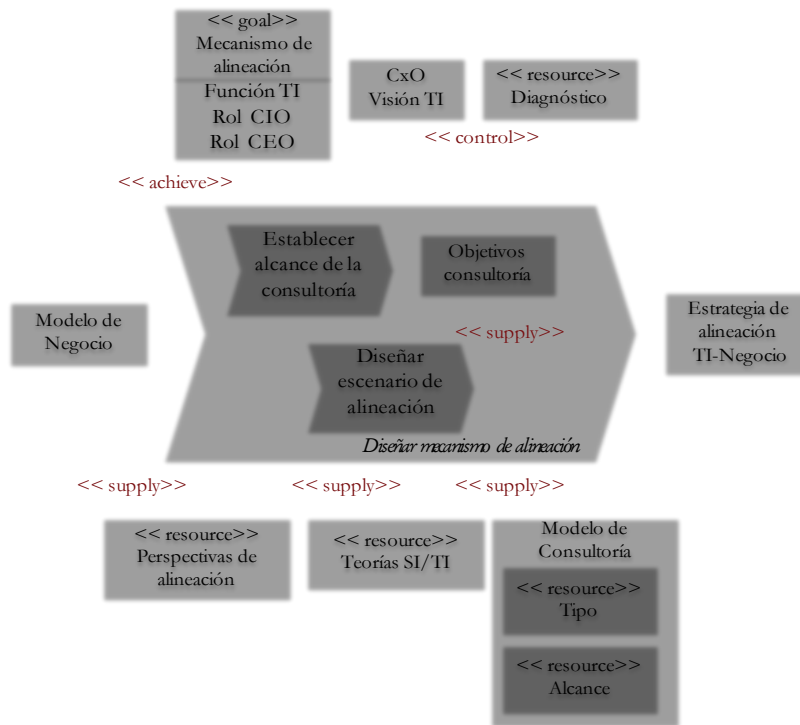 << goal>>
Mecanismo de
alineación
Función TI
Rol CIO
Rol CEO
CxO
Visión TI
<< resource>>
Diagnóstico
<< control>>
<< achieve>>
Establecer
alcance de la
consultoría
Objetivos
consultoría
Modelo de
Negocio
<< supply>>
Estrategia de
alineación
TI-Negocio
Diseñar
escenario de
alineación
Diseñar mecanismo de alineación
<< supply>>
<< supply>>
<< supply>>
<< resource>>
Perspectivas de
alineación
<< resource>>
Teorías SI/TI
Modelo de
Consultoría
<< resource>>
Tipo
<< resource>>
Alcance